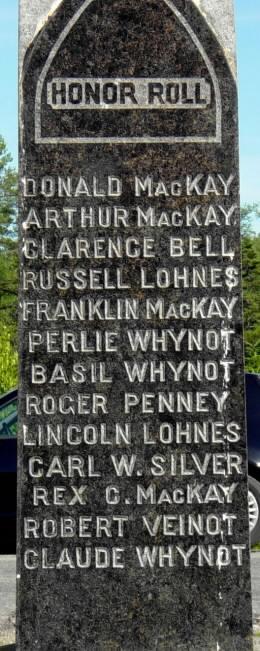 HONOR ROLL
DONALD MACKAY
ARTHUR MACKAY
CLARENCE BELL
RUSSELL LOHNES
FRANKLIN MACKAY
PERLIE WHYNOT
BASIL WHYNOT
ROGER PENNEY
LINCOLN LOHNES
CARL W. SILVER
REX C. MACKAY
ROBERT VEINOT
CLAUDE WHYNOT